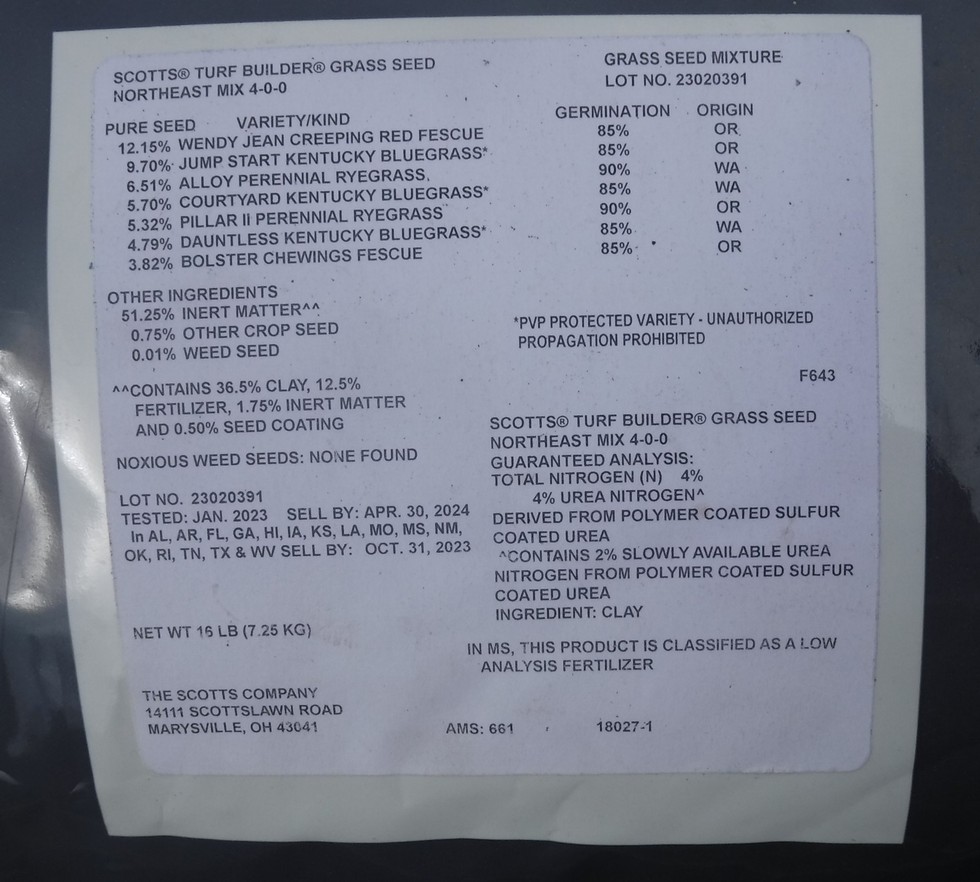 SCOTTS® TURF BUILDER® GRASS SEED
NORTHEAST MIX 4-0-0
GRASS SEED MIXTURE
LOT NO. 23020391
PURE SEED VARIETY/KIND GERMINATION ORIGIN
12.15% WENDY JEAN CREEPING RED FESCUE 85% OR
9.70% JUMP START KENTUCKY BLUEGRASS* 85% OR
6.51% ALLOY PERENNIAL RYEGRASS 90% WA
5.70% COURTYARD KENTUCKY BLUEGRASS* 85% WA
5.32% PILLAR II PERENNIAL RYEGRASS 90% OR
4.79% DAUNTLESS KENTUCKY BLUEGRASS* 85% WA
3.82% BOLSTER CHEWINGS FESCUE 85% OR
OTHER INGREDIENTS
51.25% INERT MATTER^^
0.75% OTHER CROP SEED
0.01% WEED SEED
*PVP PROTECTED VARIETY - UNAUTHORIZED
PROPAGATION PROHIBITED
F643
^^CONTAINS 36.5% CLAY, 12.5%
FERTILIZER, 1.75% INERT MATTER
AND 0.50% SEED COATING
NOXIOUS WEED SEEDS: NONE FOUND
LOT NO. 23020391
TESTED: JAN. 2023 SELL BY: APR. 30, 2024
In AL, AR, FL, GA, HI, IA, KS, LA, MO, MS, NM,
OK, RI, TN, TX & WV SELL BY: OCT. 31, 2023
SCOTTS® TURF BUILDER® GRASS SEED
NORTHEAST MIX 4-0-0
GUARANTEED ANALYSIS:
TOTAL NITROGEN (N) 4%
4% UREA NITROGEN^
DERIVED FROM POLYMER COATED SULFUR
COATED UREA
^CONTAINS 2% SLOWLY AVAILABLE UREA
NITROGEN FROM POLYMER COATED SULFUR
COATED UREA
INGREDIENT: CLAY
NET WT 16 LB (7.25 KG)
IN MS, THIS PRODUCT IS CLASSIFIED AS A LOW
ANALYSIS FERTILIZER
THE SCOTTS COMPANY
14111 SCOTTSLAWN ROAD
MARYSVILLE, OH 43041
AMS: 661 18027-1